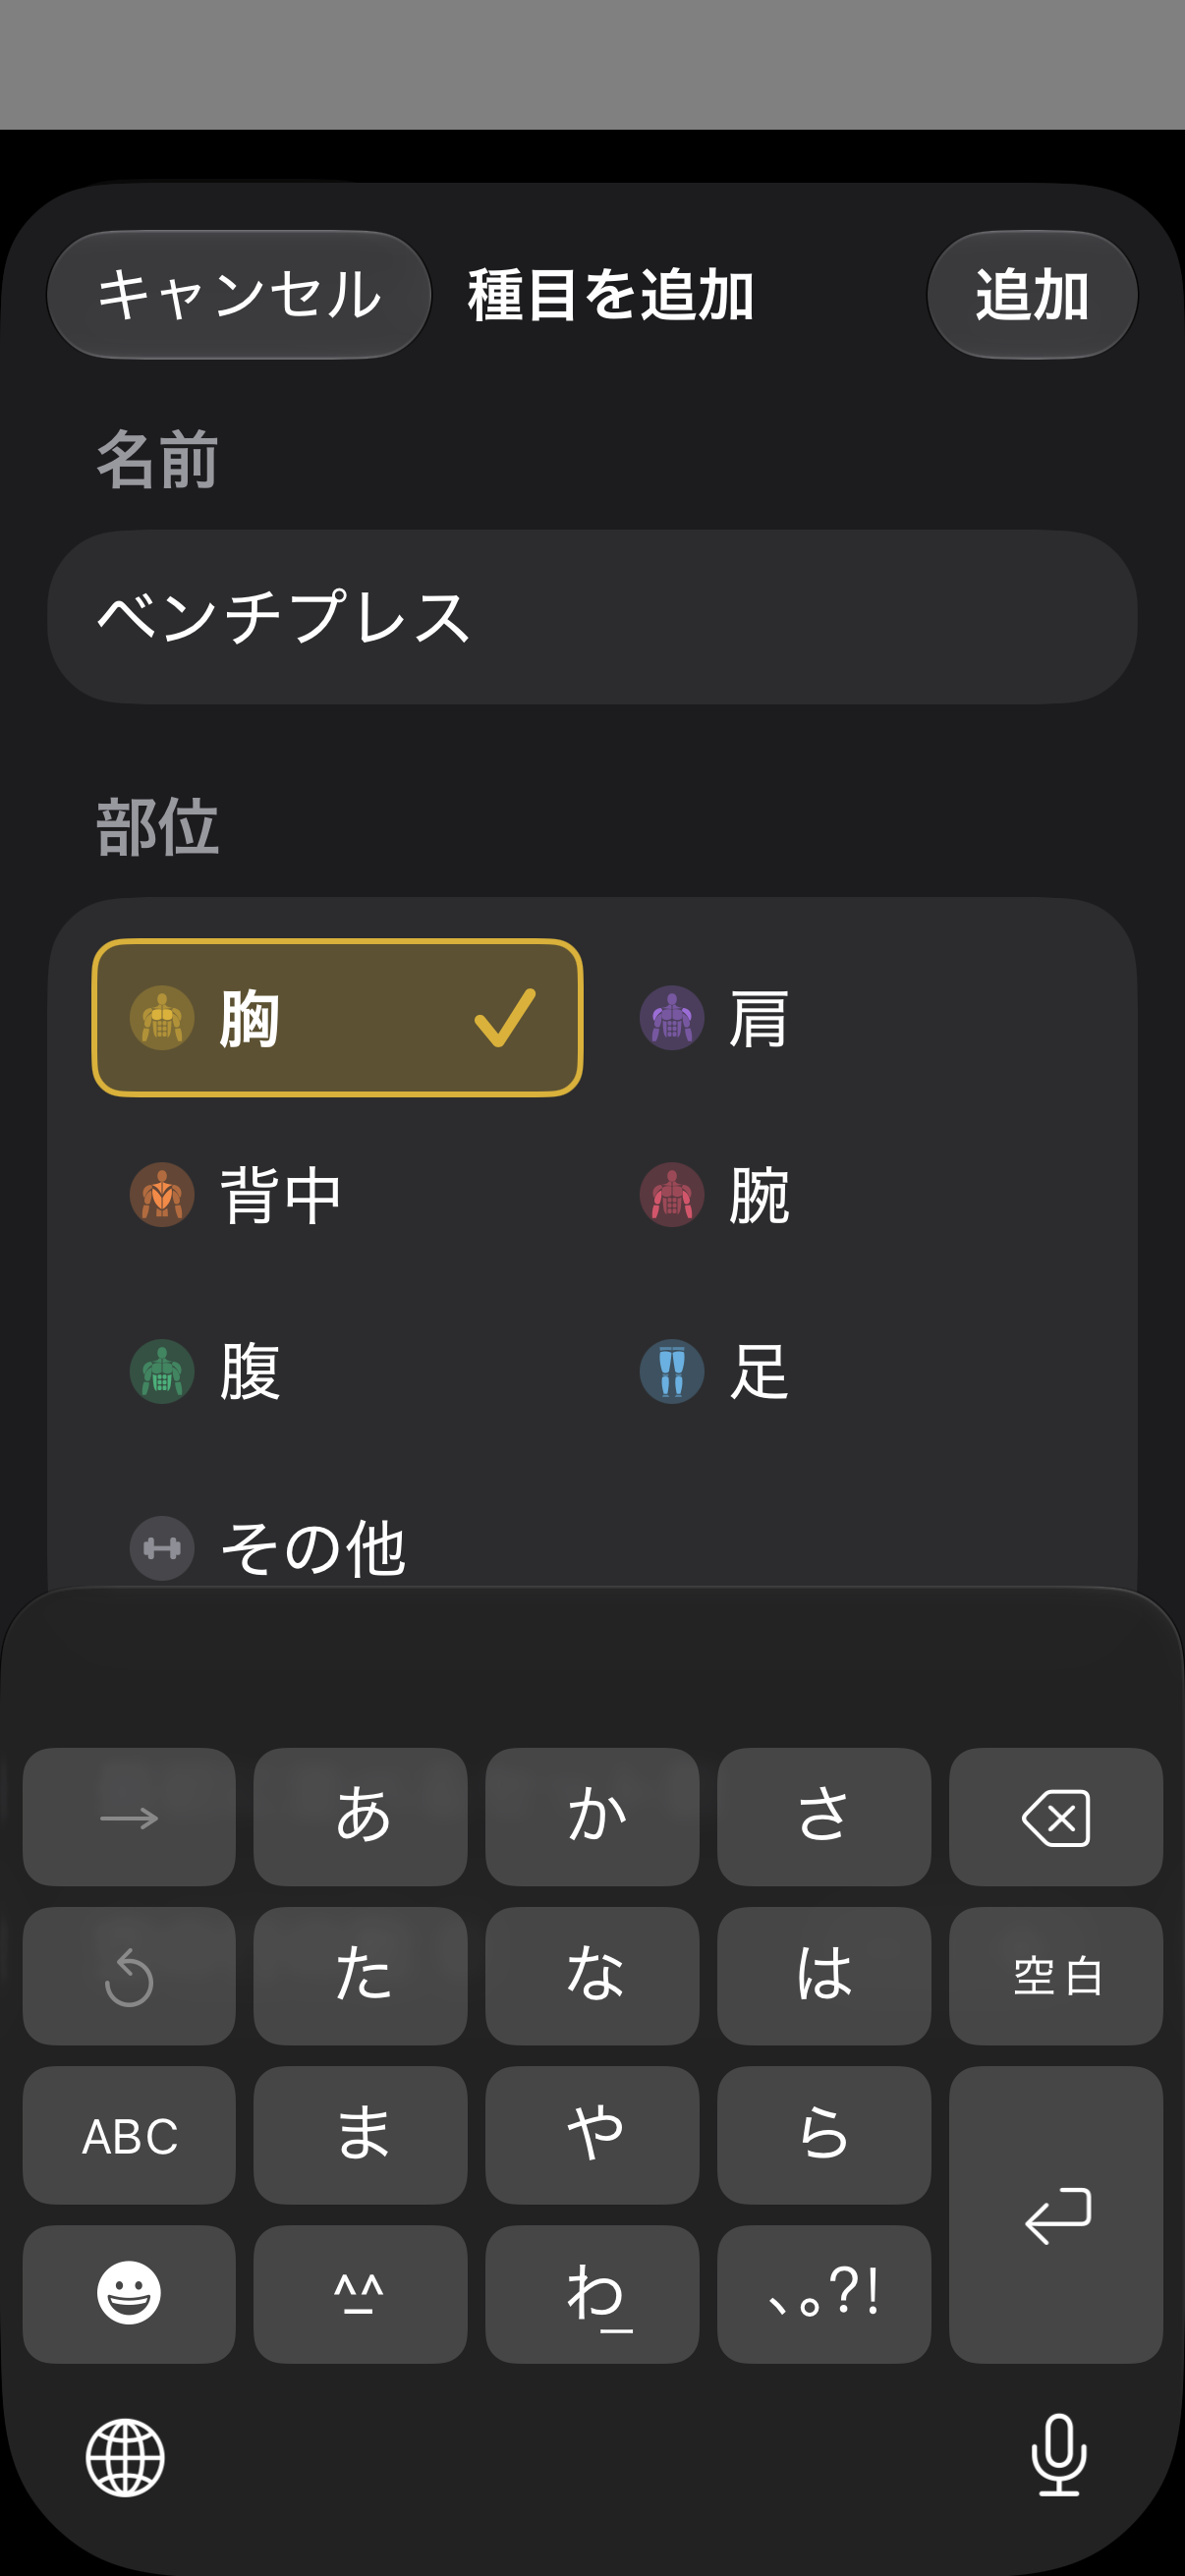 キャンセル 種目を追加 追加
名前
ベンチプレス
部位
胸 肩
背中 腕
腹 足
その他
→ あ か さ
た な は 空白
ABC ま や ら
^^ わ_ 、。?!